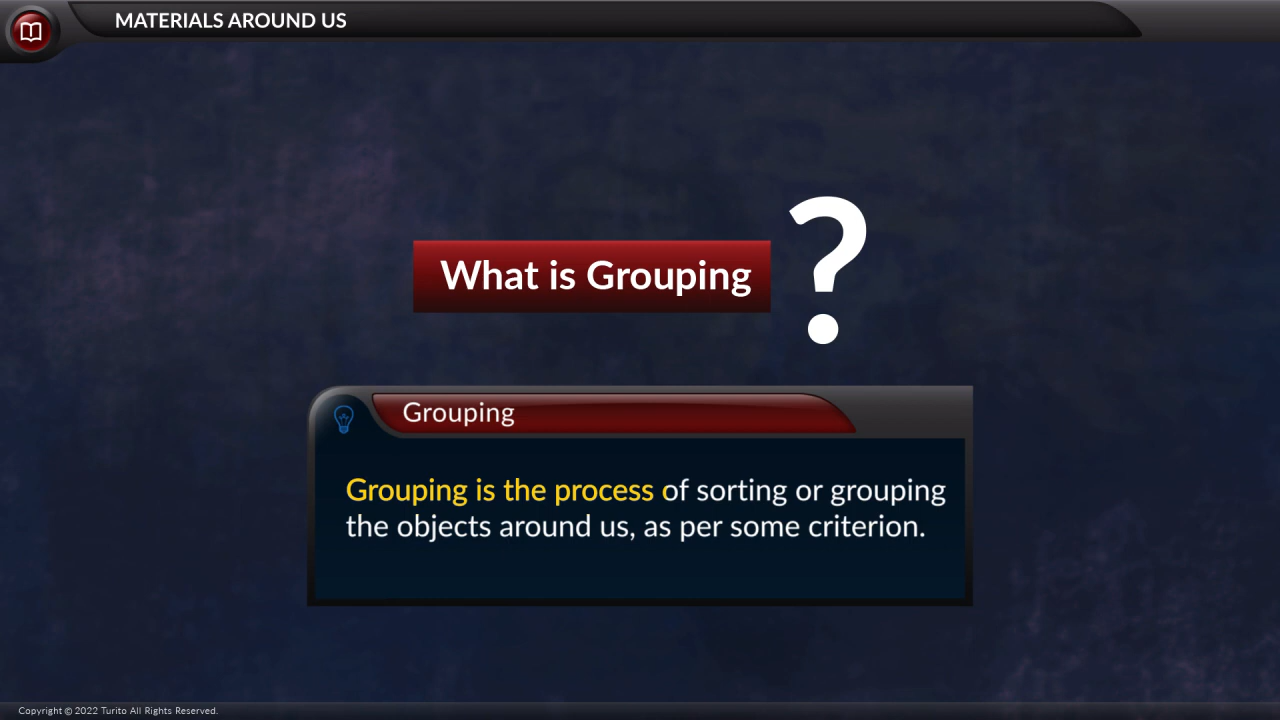 MATERIALS AROUND US
What is Grouping
?
Grouping
Grouping is the process of sorting or grouping
the objects around us, as per some criterion.
Copyright © 2022 Turito All Rights Reserved.